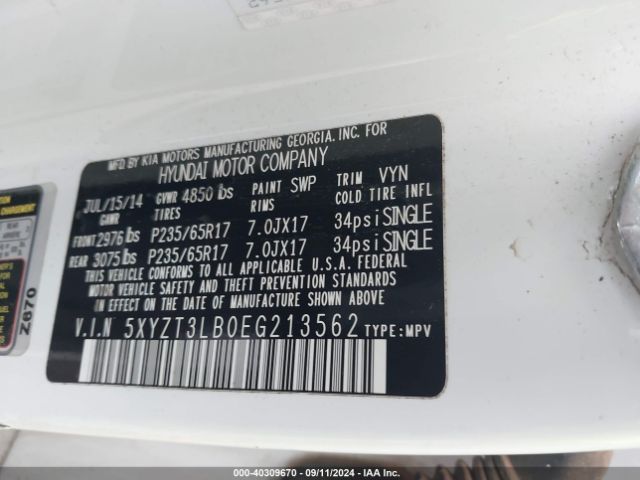 MFD BY KIA MOTORS MANUFACTURING GEORGIA. INC. FOR
HYUNDAI MOTOR COMPANY
JUL/15/14 GVWR 4850 lbs PAINT SWP TRIM VYN
GAWR TIRES RIMS COLD TIRE INFL
FRONT 2976 lbs P235/65R17 7.0JX17 34psi SINGLE
REAR 3075 lbs P235/65R17 7.0JX17 34psi SINGLE
THIS VEHICLE CONFORMS TO ALL APPLICABLE U.S.A. FEDERAL
MOTOR VEHICLE SAFETY AND THEFT PREVENTION STANDARDS
IN EFFECT ON THE DATE OF MANUFACTURE SHOWN ABOVE.
V.I.N 5XYZT3LB0EG213562 TYPE: MPV
Z670
000-40309670 - 09/11/2024 - IAA Inc.